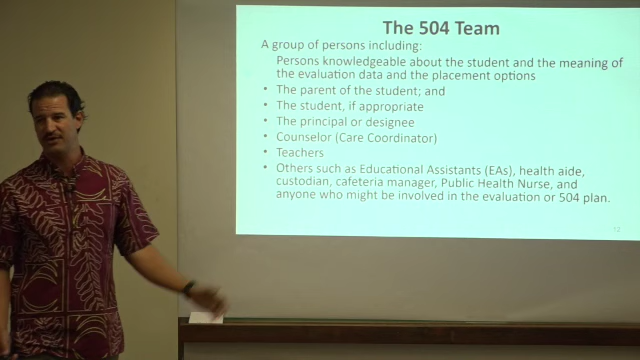 The 504 Team
A group of persons including:
Persons knowledgeable about the student and the meaning of
the evaluation data and the placement options
• The parent of the student; and
• The student, if appropriate
• The principal or designee
• Counselor (Care Coordinator)
• Teachers
• Others such as Educational Assistants (EAs), health aide,
custodian, cafeteria manager, Public Health Nurse, and
anyone who might be involved in the evaluation or 504 plan.
12